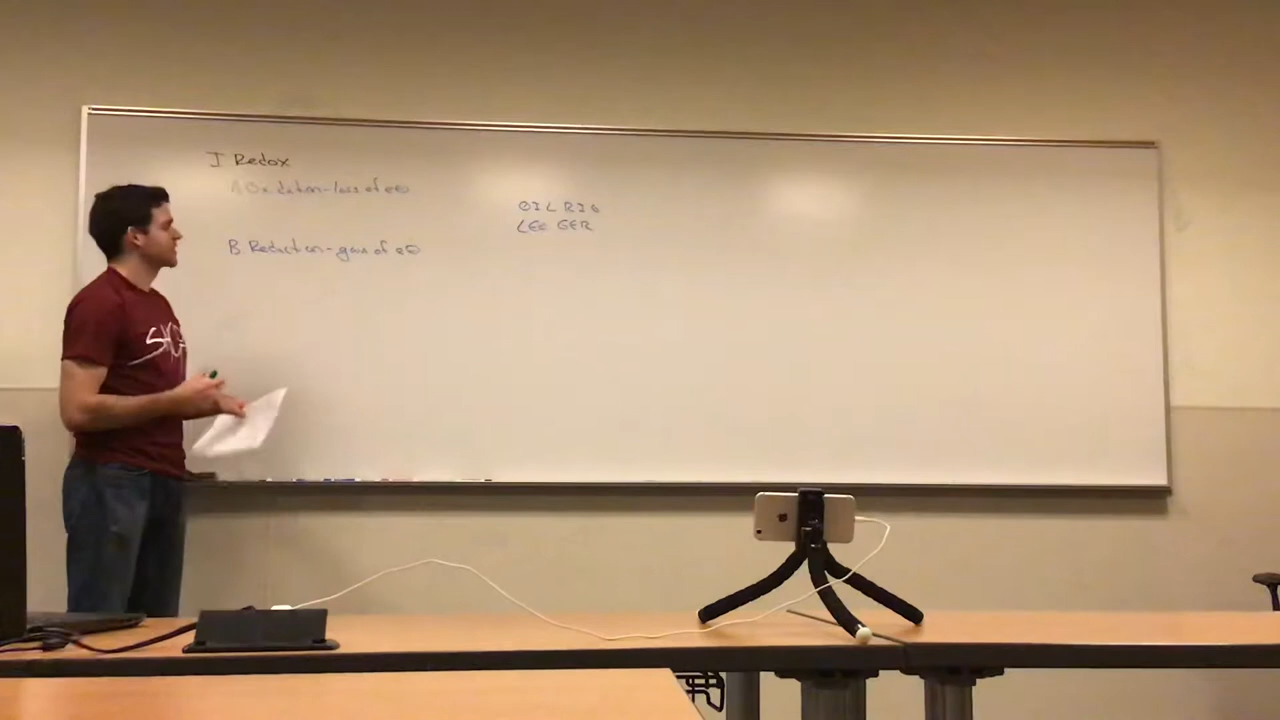 I Redox
A Oxidation-loss of e⊖
OIL RIG
LEO GER
B. Reduction-gain of e⊖